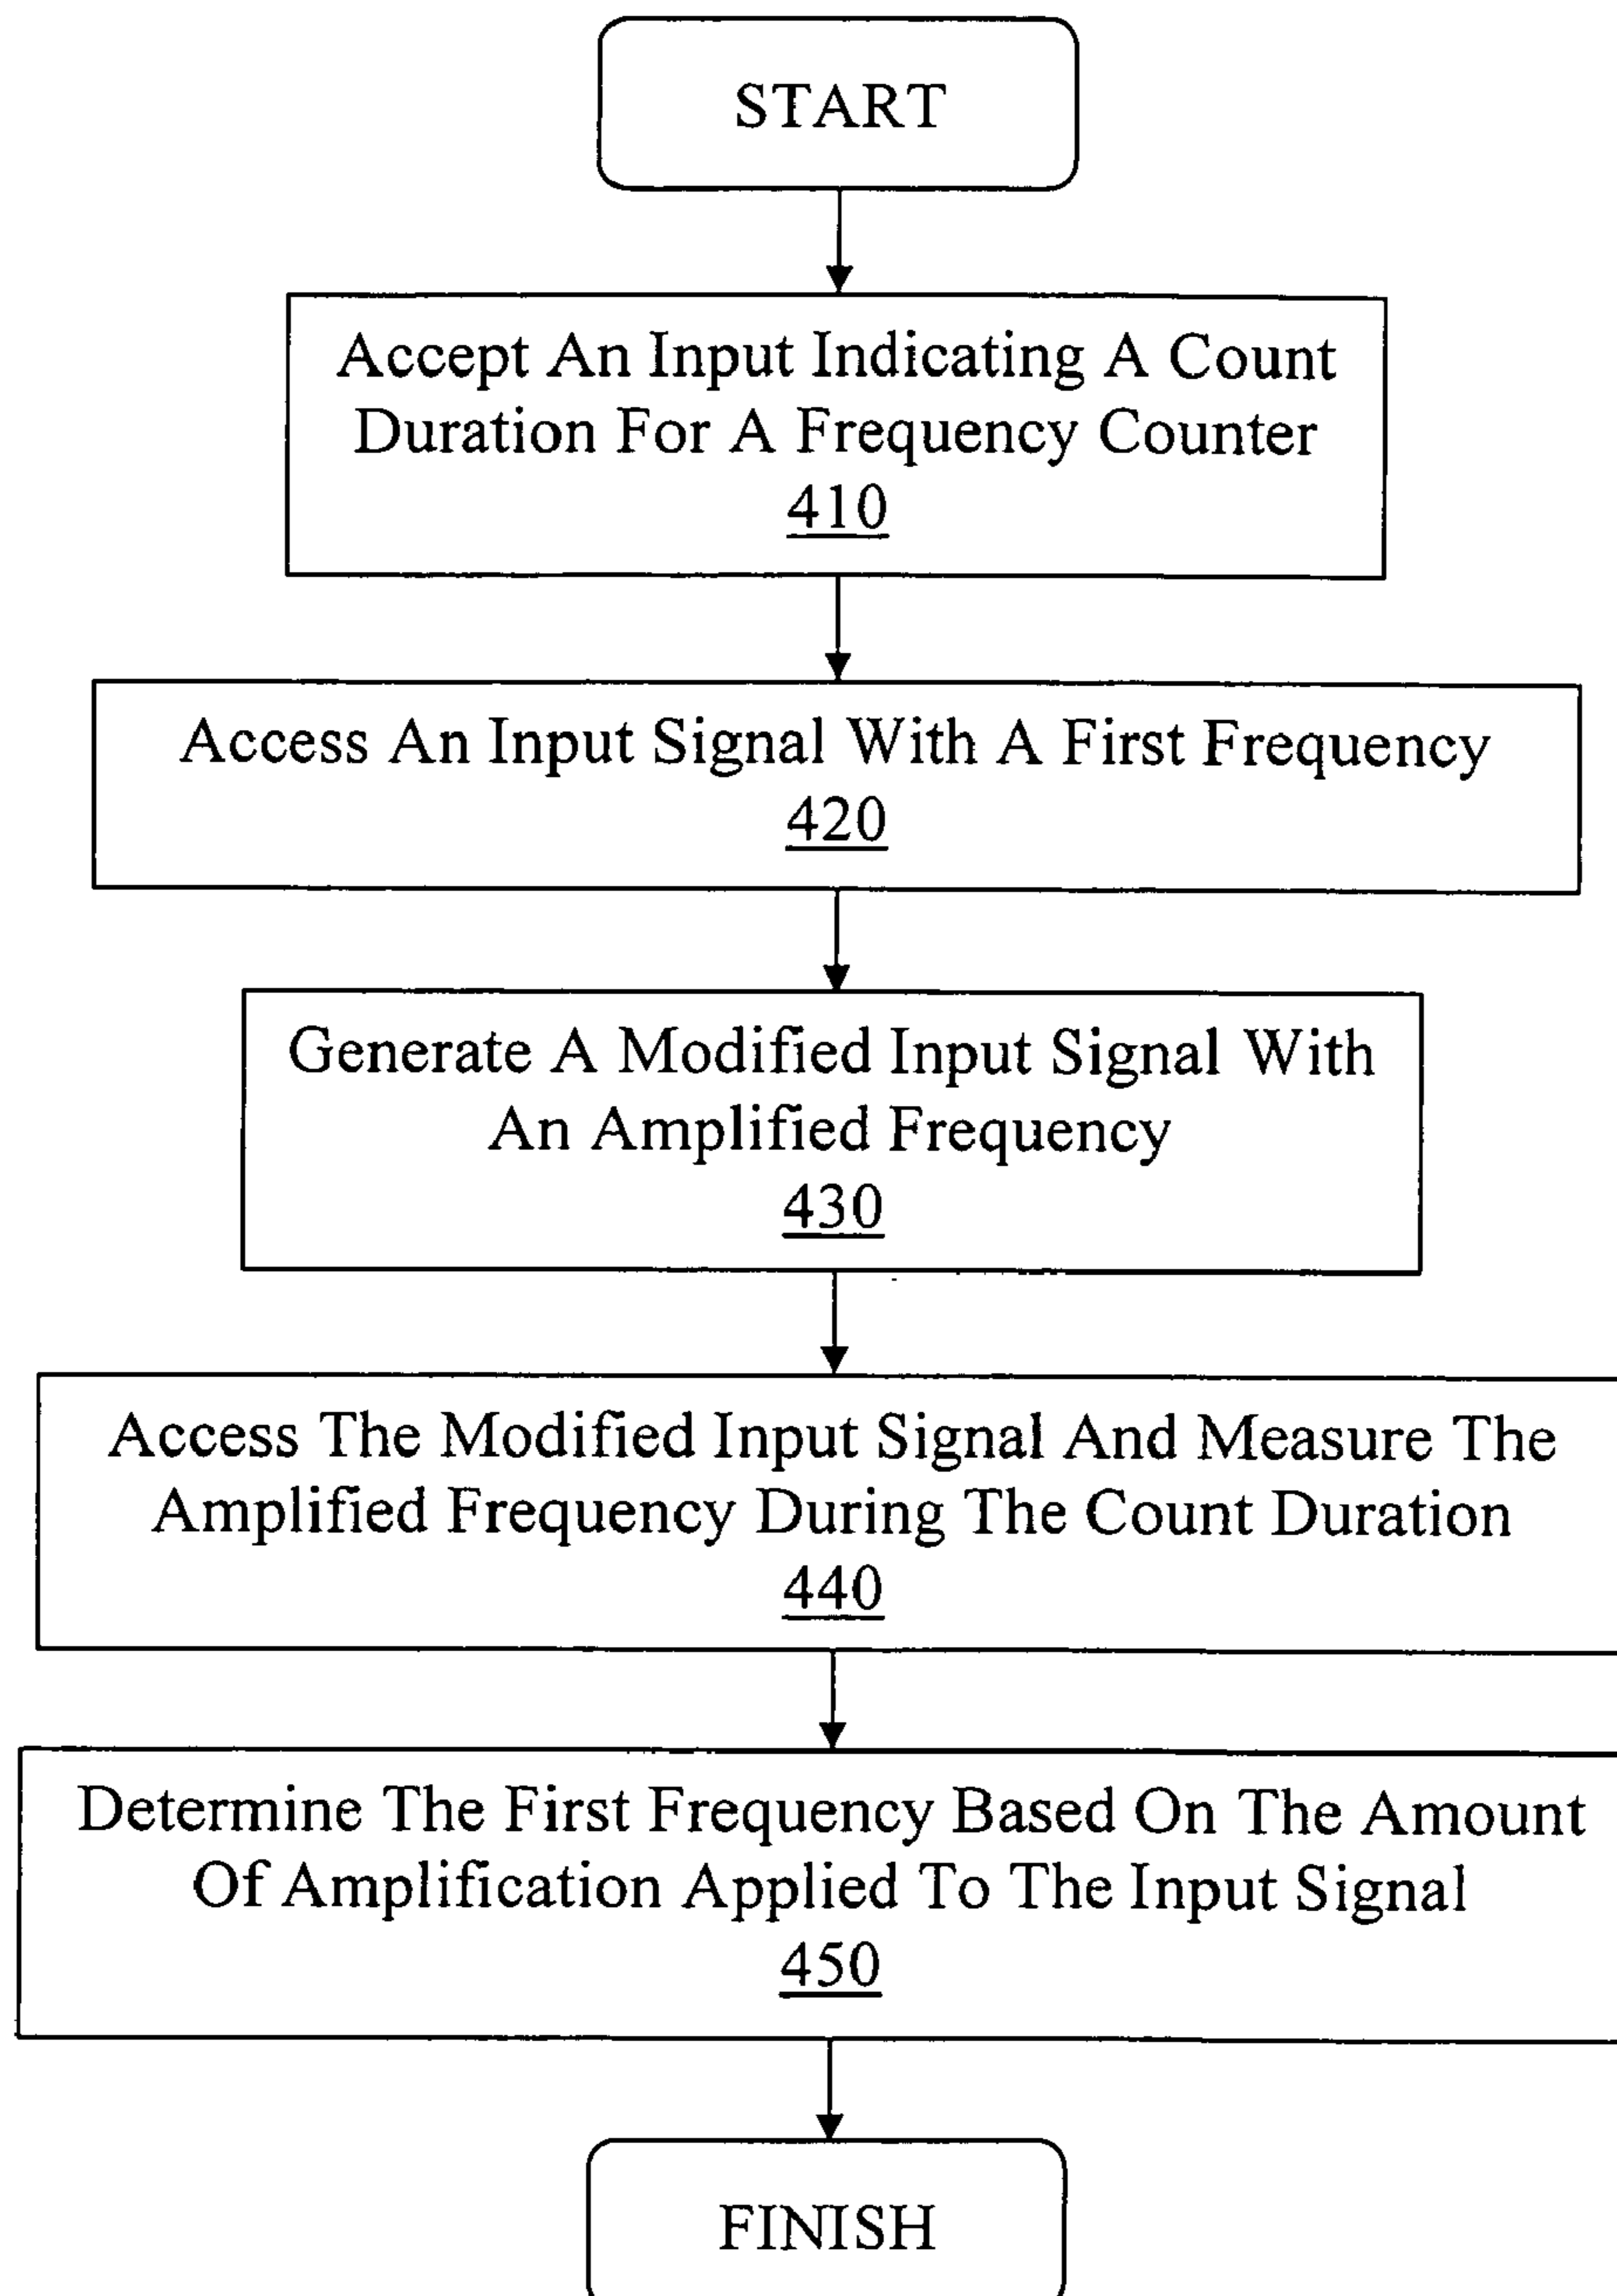 START
Accept An Input Indicating A Count
Duration For A Frequency Counter
410
Access An Input Signal With A First Frequency
420
Generate A Modified Input Signal With
An Amplified Frequency
430
Access The Modified Input Signal And Measure The
Amplified Frequency During The Count Duration
440
Determine The First Frequency Based On The Amount
Of Amplification Applied To The Input Signal
450
FINISH